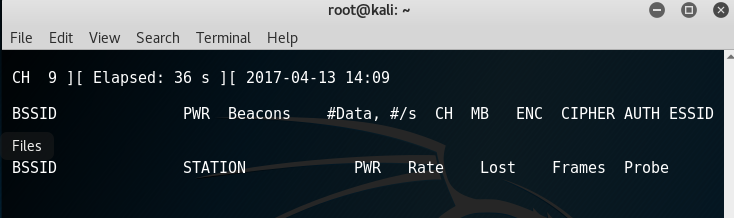 root@kali: ~
File Edit View Search Terminal Help
CH 9 ][ Elapsed: 36 s ][ 2017-04-13 14:09
BSSID PWR Beacons #Data, #/s CH MB ENC CIPHER AUTH ESSID
Files
BSSID STATION PWR Rate Lost Frames Probe